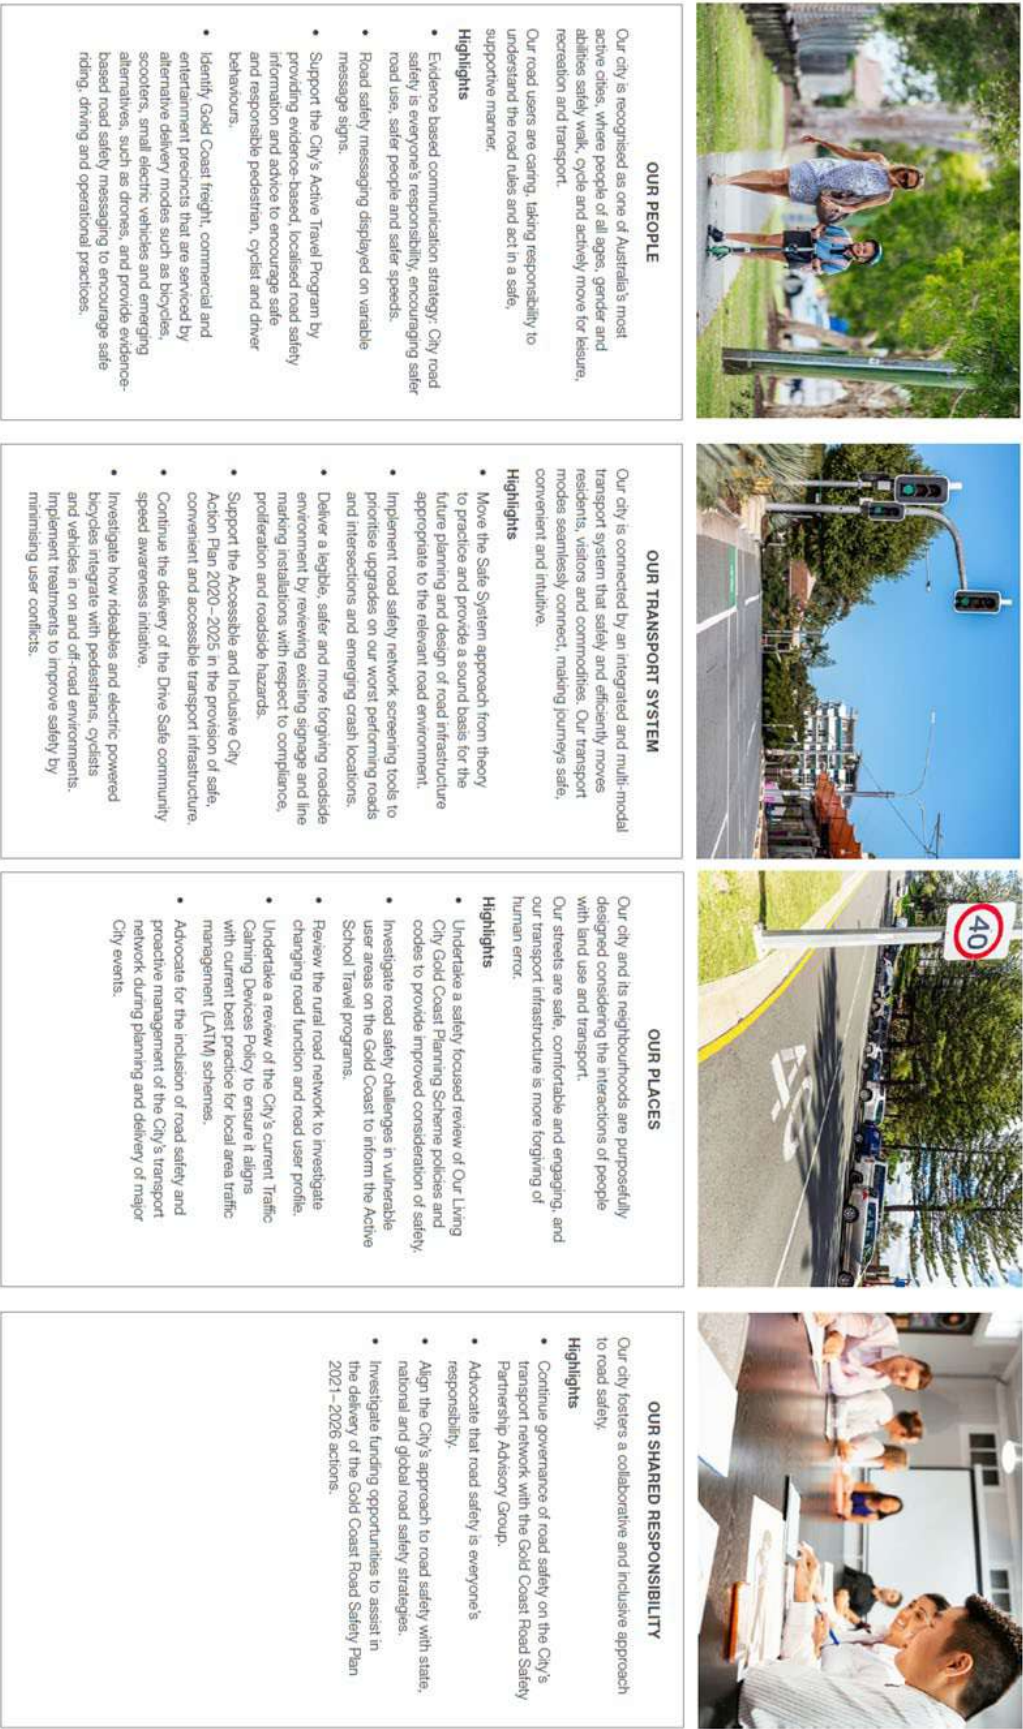 OUR PEOPLE
Our city is recognised as one of Australia's most
active cities, where people of all ages, gender and
abilities safely walk, cycle and actively move for leisure,
recreation and transport.
Our road users are caring, taking responsibility to
understand the road rules and act in a safe,
supportive manner.
Highlights
• Evidence based communication strategy: City road
safety is everyone's responsibility, encouraging safer
road use, safer people and safer speeds.
• Road safety messaging displayed on variable
message signs.
• Support the City's Active Travel Program by
providing evidence-based, localised road safety
information and advice to encourage safe
and responsible pedestrian, cyclist and driver
behaviours.
• Identify Gold Coast freight, commercial and
entertainment precincts that are serviced by
alternative delivery modes such as bicycles,
scooters, small electric vehicles and emerging
alternatives, such as drones, and provide evidence-
based road safety messaging to encourage safe
riding, driving and operational practices.
OUR TRANSPORT SYSTEM
Our city is connected by an integrated and multi-modal
transport system that safely and efficiently moves
residents, visitors and commodities. Our transport
modes seamlessly connect, making journeys safe,
convenient and intuitive.
Highlights
• Move the Safe System approach from theory
to practice and provide a sound basis for the
future planning and design of road infrastructure
appropriate to the relevant road environment.
• Implement road safety network screening tools to
prioritise upgrades on our worst performing roads
and intersections and emerging crash locations.
• Deliver a legible, safer and more forgiving roadside
environment by reviewing existing signage and line
marking installations with respect to compliance,
proliferation and roadside hazards.
• Support the Accessible and Inclusive City
Action Plan 2020–2025 in the provision of safe,
convenient and accessible transport infrastructure.
• Continue the delivery of the Drive Safe community
speed awareness initiative.
• Investigate how rideables and electric powered
bicycles integrate with pedestrians, cyclists
and vehicles in on and off-road environments.
Implement treatments to improve safety by
minimising user conflicts.
40
OUR PLACES
Our city and its neighbourhoods are purposefully
designed considering the interactions of people
with land use and transport.
Our streets are safe, comfortable and engaging, and
our transport infrastructure is more forgiving of
human error.
Highlights
• Undertake a safety focused review of Our Living
City Gold Coast Planning Scheme policies and
codes to provide improved consideration of safety.
• Investigate road safety challenges in vulnerable
user areas on the Gold Coast to inform the Active
School Travel programs.
• Review the rural road network to investigate
changing road function and road user profile.
• Undertake a review of the City's current Traffic
Calming Devices Policy to ensure it aligns
with current best practice for local area traffic
management (LATM) schemes.
• Advocate for the inclusion of road safety and
proactive management of the City's transport
network during planning and delivery of major
City events.
OUR SHARED RESPONSIBILITY
Our city fosters a collaborative and inclusive approach
to road safety.
Highlights
• Continue governance of road safety on the City's
transport network with the Gold Coast Road Safety
Partnership Advisory Group.
• Advocate that road safety is everyone's
responsibility.
• Align the City's approach to road safety with state,
national and global road safety strategies.
• Investigate funding opportunities to assist in
the delivery of the Gold Coast Road Safety Plan
2021–2026 actions.